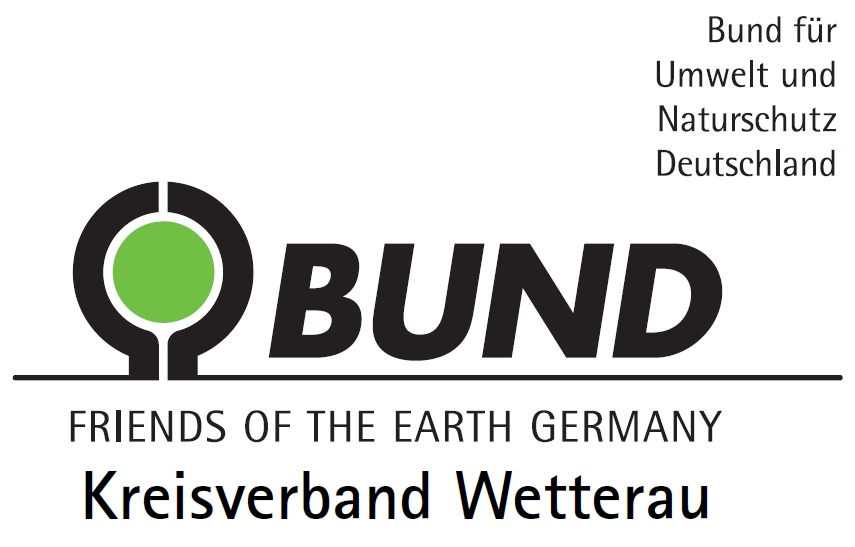 Bund für
Umwelt und
Naturschutz
Deutschland
BUND
FRIENDS OF THE EARTH GERMANY
Kreisverband Wetterau